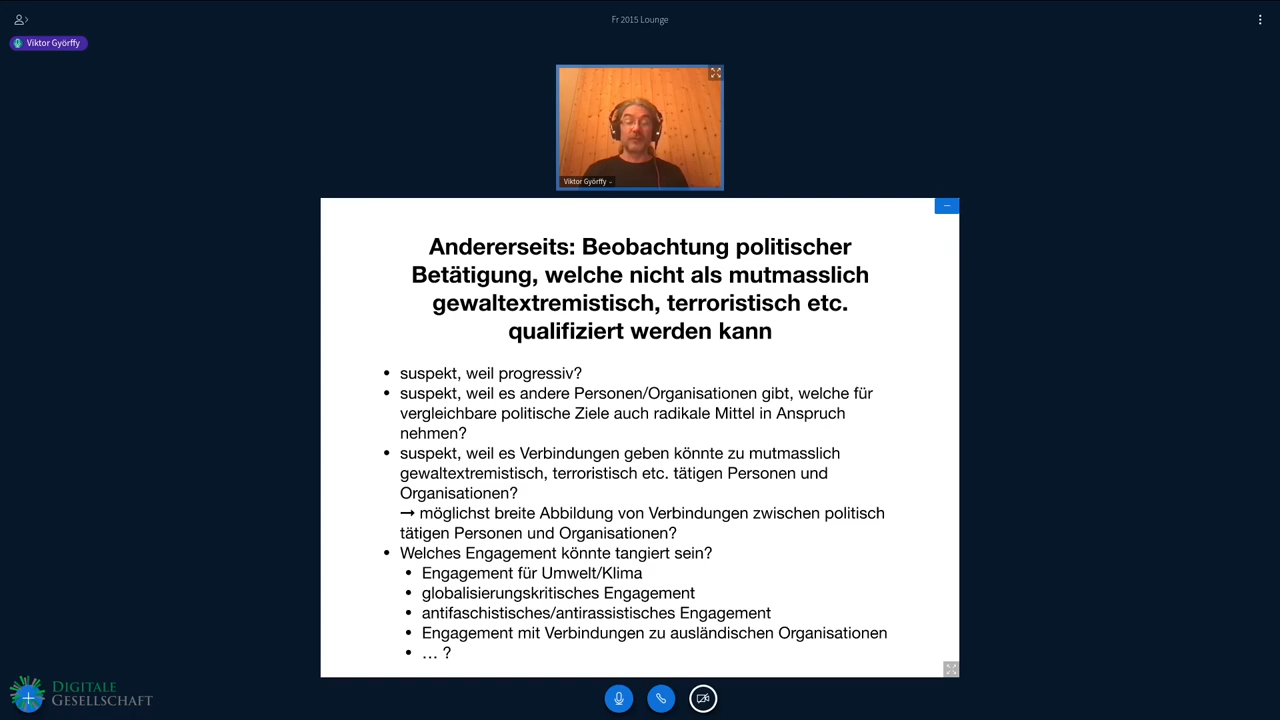 Fr 2015 Lounge
Viktor Györffy
Viktor Györffy
Andererseits: Beobachtung politischer
Betätigung, welche nicht als mutmasslich
gewaltextremistisch, terroristisch etc.
qualifiziert werden kann
• suspekt, weil progressiv?
• suspekt, weil es andere Personen/Organisationen gibt, welche für
vergleichbare politische Ziele auch radikale Mittel in Anspruch
nehmen?
• suspekt, weil es Verbindungen geben könnte zu mutmasslich
gewaltextremistisch, terroristisch etc. tätigen Personen und
Organisationen?
→ möglichst breite Abbildung von Verbindungen zwischen politisch
tätigen Personen und Organisationen?
• Welches Engagement könnte tangiert sein?
• Engagement für Umwelt/Klima
• globalisierungskritisches Engagement
• antifaschistisches/antirassistisches Engagement
• Engagement mit Verbindungen zu ausländischen Organisationen
• … ?
DIGITALE
GESELLSCHAFT